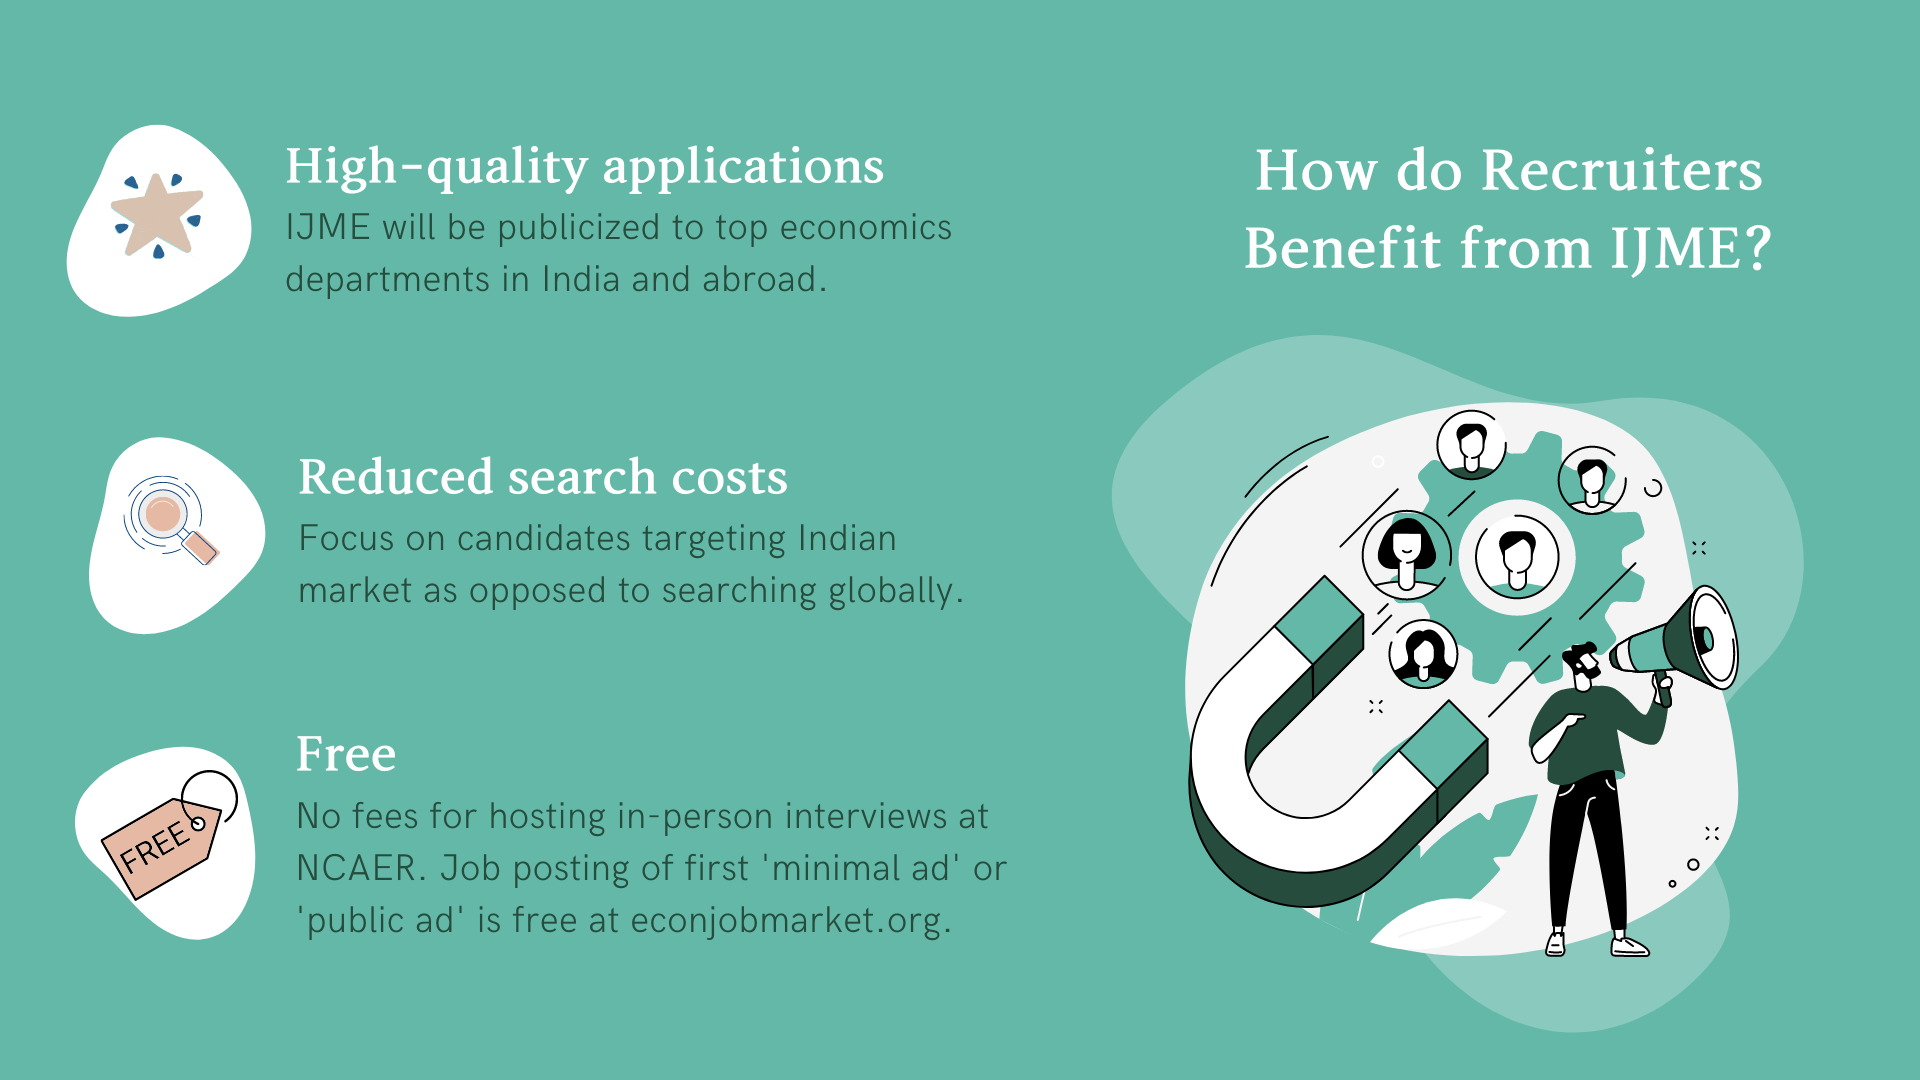 How do Recruiters
Benefit from IJME?
High-quality applications
IJME will be publicized to top economics
departments in India and abroad.
Reduced search costs
Focus on candidates targeting Indian
market as opposed to searching globally.
FREE
Free
No fees for hosting in-person interviews at
NCAER. Job posting of first 'minimal ad' or
'public ad' is free at econjobmarket.org.